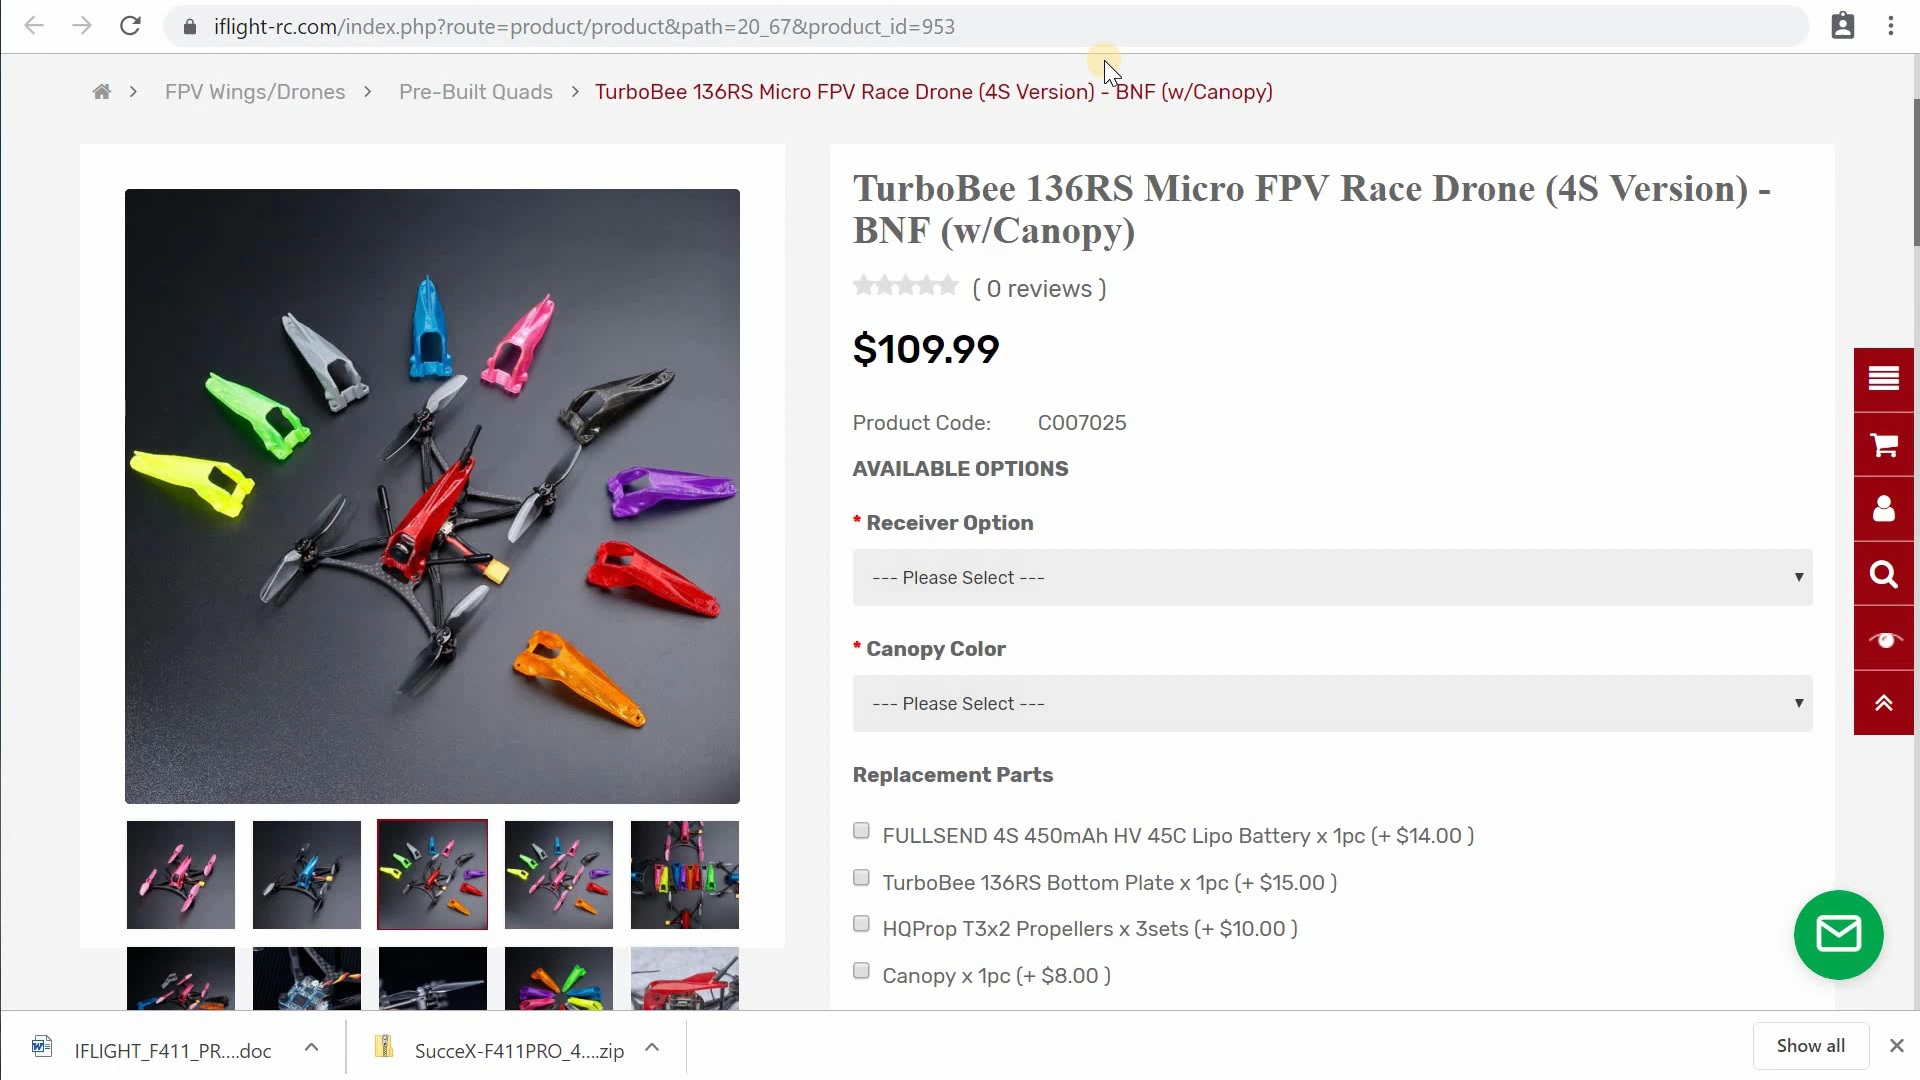 iflight-rc.com/index.php?route=product/product&path=20_67&product_id=953
FPV Wings/Drones > Pre-Built Quads > TurboBee 136RS Micro FPV Race Drone (4S Version) - BNF (w/Canopy)
TurboBee 136RS Micro FPV Race Drone (4S Version) -
BNF (w/Canopy)
( 0 reviews )
$109.99
Product Code: C007025
AVAILABLE OPTIONS
* Receiver Option
--- Please Select ---
* Canopy Color
--- Please Select ---
Replacement Parts
FULLSEND 4S 450mAh HV 45C Lipo Battery x 1pc (+ $14.00 )
TurboBee 136RS Bottom Plate x 1pc (+ $15.00 )
HQProp T3x2 Propellers x 3sets (+ $10.00 )
Canopy x 1pc (+ $8.00 )
IFLIGHT_F411_PR....doc
SucceX-F411PRO_4....zip
Show all